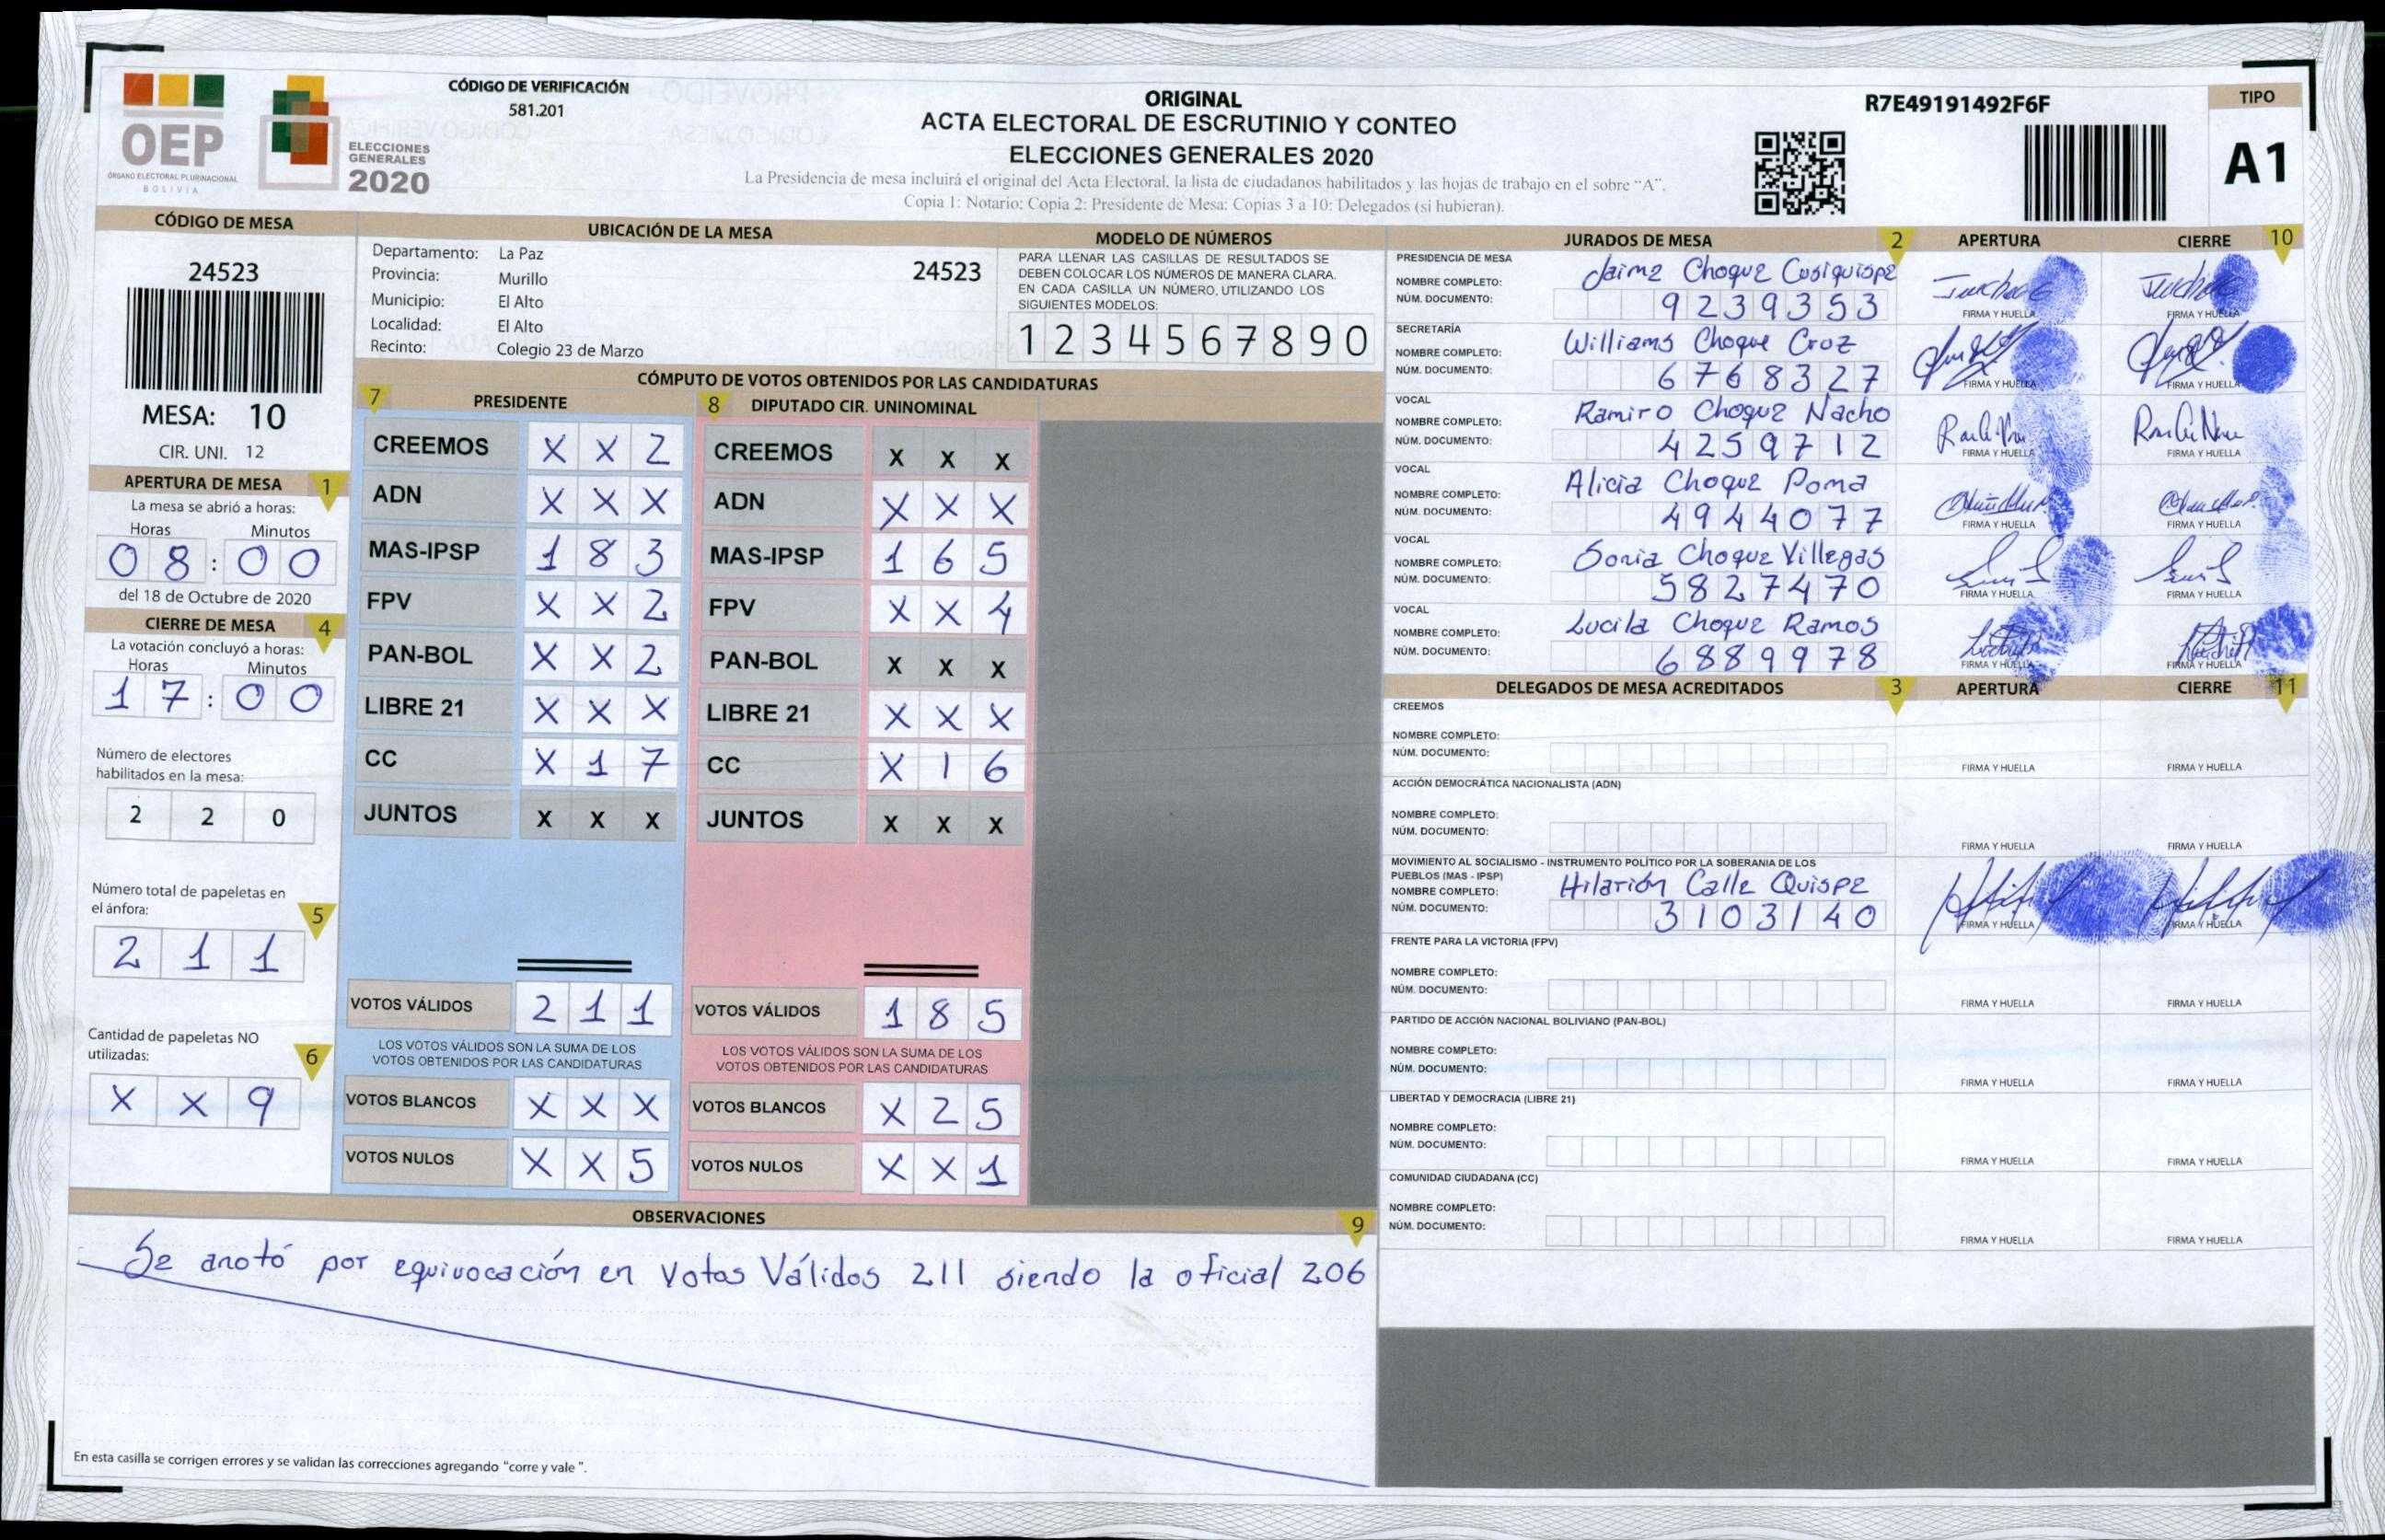 OEP
ÓRGANO ELECTORAL PLURINACIONAL
BOLIVIA
ELECCIONES
GENERALES
2020
CÓDIGO DE VERIFICACIÓN
581.201
ORIGINAL
ACTA ELECTORAL DE ESCRUTINIO Y CONTEO
ELECCIONES GENERALES 2020
La Presidencia de mesa incluirá el original del Acta Electoral, la lista de ciudadanos habilitados y las hojas de trabajo en el sobre "A".
Copia 1: Notario; Copia 2: Presidente de Mesa; Copias 3 a 10: Delegados (si hubieran).
R7E49191492F6F
TIPO
A1
CÓDIGO DE MESA
24523
MESA: 10
CIR. UNI. 12
APERTURA DE MESA 1
La mesa se abrió a horas:
Horas Minutos
0 8 : 0 0
del 18 de Octubre de 2020
CIERRE DE MESA 4
La votación concluyó a horas:
Horas Minutos
1 7 : 0 0
Número de electores
habilitados en la mesa:
2 2 0
Número total de papeletas en
el ánfora: 5
2 1 1
Cantidad de papeletas NO
utilizadas: 6
X X 9
UBICACIÓN DE LA MESA
Departamento: La Paz 24523
Provincia: Murillo
Municipio: El Alto
Localidad: El Alto
Recinto: Colegio 23 de Marzo
MODELO DE NÚMEROS
PARA LLENAR LAS CASILLAS DE RESULTADOS SE
DEBEN COLOCAR LOS NÚMEROS DE MANERA CLARA.
EN CADA CASILLA UN NÚMERO, UTILIZANDO LOS
SIGUIENTES MODELOS:
1 2 3 4 5 6 7 8 9 0
CÓMPUTO DE VOTOS OBTENIDOS POR LAS CANDIDATURAS
7 PRESIDENTE
CREEMOS X X 2
ADN X X X
MAS-IPSP 1 8 3
FPV X X 2
PAN-BOL X X 2
LIBRE 21 X X X
CC X 1 7
JUNTOS X X X
VOTOS VÁLIDOS 2 1 1
LOS VOTOS VÁLIDOS SON LA SUMA DE LOS
VOTOS OBTENIDOS POR LAS CANDIDATURAS
VOTOS BLANCOS X X X
VOTOS NULOS X X 5
8 DIPUTADO CIR. UNINOMINAL
CREEMOS X X X
ADN X X X
MAS-IPSP 1 6 5
FPV X X 4
PAN-BOL X X X
LIBRE 21 X X X
CC X 1 6
JUNTOS X X X
VOTOS VÁLIDOS 1 8 5
LOS VOTOS VÁLIDOS SON LA SUMA DE LOS
VOTOS OBTENIDOS POR LAS CANDIDATURAS
VOTOS BLANCOS X 2 5
VOTOS NULOS X X 1
OBSERVACIONES 9
Se anotó por equivocación en Votos Válidos 211 siendo la oficial 206
En esta casilla se corrigen errores y se validan las correcciones agregando "corre y vale ".
JURADOS DE MESA 2 APERTURA CIERRE 10
PRESIDENCIA DE MESA
NOMBRE COMPLETO: Jaime Choque Cusiquispe
NÚM. DOCUMENTO: 9239353
FIRMA Y HUELLA FIRMA Y HUELLA
SECRETARÍA
NOMBRE COMPLETO: Williams Choque Cruz
NÚM. DOCUMENTO: 6768327
FIRMA Y HUELLA FIRMA Y HUELLA
VOCAL
NOMBRE COMPLETO: Ramiro Choque Nacho
NÚM. DOCUMENTO: 4259712
FIRMA Y HUELLA FIRMA Y HUELLA
VOCAL
NOMBRE COMPLETO: Alicia Choque Poma
NÚM. DOCUMENTO: 4944077
FIRMA Y HUELLA FIRMA Y HUELLA
VOCAL
NOMBRE COMPLETO: Sonia Choque Villegas
NÚM. DOCUMENTO: 5827470
FIRMA Y HUELLA FIRMA Y HUELLA
VOCAL
NOMBRE COMPLETO: Lucila Choque Ramos
NÚM. DOCUMENTO: 6889978
FIRMA Y HUELLA FIRMA Y HUELLA
DELEGADOS DE MESA ACREDITADOS 3 APERTURA CIERRE 11
CREEMOS
NOMBRE COMPLETO:
NÚM. DOCUMENTO:
FIRMA Y HUELLA FIRMA Y HUELLA
ACCIÓN DEMOCRÁTICA NACIONALISTA (ADN)
NOMBRE COMPLETO:
NÚM. DOCUMENTO:
FIRMA Y HUELLA FIRMA Y HUELLA
MOVIMIENTO AL SOCIALISMO - INSTRUMENTO POLÍTICO POR LA SOBERANIA DE LOS
PUEBLOS (MAS - IPSP)
NOMBRE COMPLETO: Hilarión Calle Quispe
NÚM. DOCUMENTO: 3103140
FIRMA Y HUELLA FIRMA Y HUELLA
FRENTE PARA LA VICTORIA (FPV)
NOMBRE COMPLETO:
NÚM. DOCUMENTO:
FIRMA Y HUELLA FIRMA Y HUELLA
PARTIDO DE ACCIÓN NACIONAL BOLIVIANO (PAN-BOL)
NOMBRE COMPLETO:
NÚM. DOCUMENTO:
FIRMA Y HUELLA FIRMA Y HUELLA
LIBERTAD Y DEMOCRACIA (LIBRE 21)
NOMBRE COMPLETO:
NÚM. DOCUMENTO:
FIRMA Y HUELLA FIRMA Y HUELLA
COMUNIDAD CIUDADANA (CC)
NOMBRE COMPLETO:
NÚM. DOCUMENTO:
FIRMA Y HUELLA FIRMA Y HUELLA